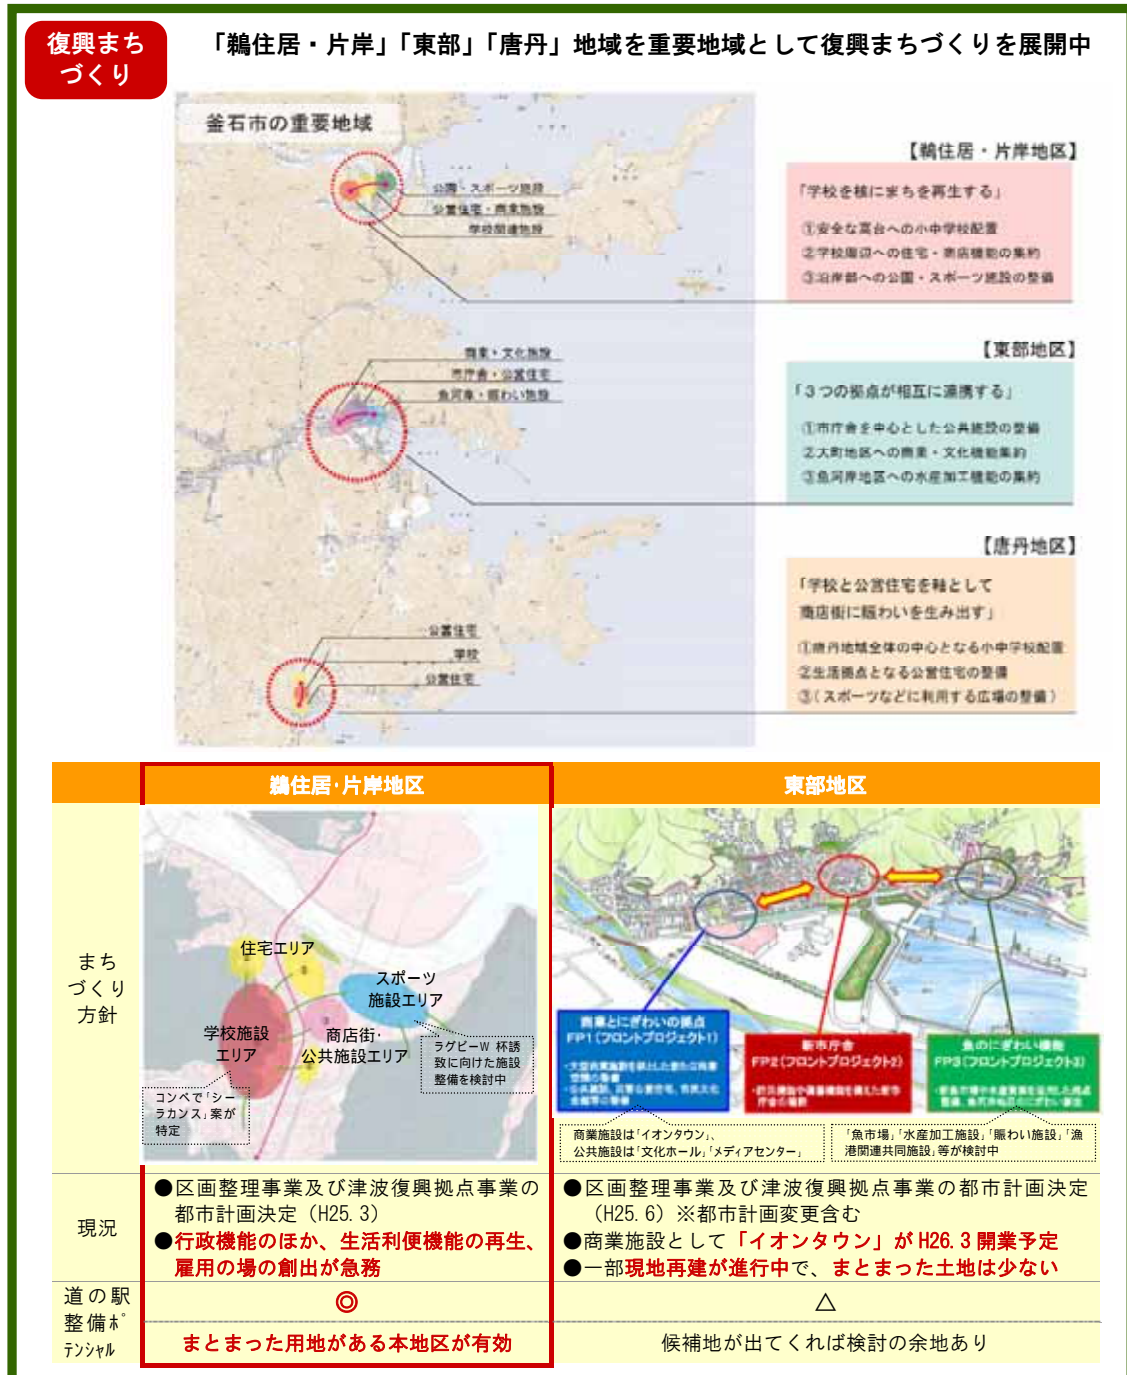 復興まち
づくり
「鵜住居・片岸」「東部」「唐丹」地域を重要地域として復興まちづくりを展開中
釜石市の重要地域
公園・スポーツ施設
公営住宅・商業施設
学校関連施設
商業・文化施設
市庁舎・公営住宅
魚河岸・賑わい施設
公営住宅
学校
公営住宅
【鵜住居・片岸地区】
「学校を核にまちを再生する」
①安全な高台への小中学校配置
②学校周辺への住宅・商店機能の集約
③沿岸部への公園・スポーツ施設の整備
【東部地区】
「３つの拠点が相互に連携する」
①市庁舎を中心とした公共施設の整備
②大町地区への商業・文化機能集約
③魚河岸地区への水産加工機能の集約
【唐丹地区】
「学校と公営住宅を軸として
商店街に賑わいを生み出す」
①唐丹地域全体の中心となる小中学校配置
②生活拠点となる公営住宅の整備
③（スポーツなどに利用する広場の整備）
鵜住居・片岸地区
東部地区
まち
づくり
方針
住宅エリア
スポーツ
施設エリア
学校施設
エリア
商店街・
公共施設エリア
ラグビーW 杯誘
致に向けた施設
整備を検討中
コンペで「シー
ラカンス」案が
特定
商業とにぎわいの拠点
FP1(フロントプロジェクト1)
新市庁舎
FP2(フロントプロジェクト2)
魚のにぎわい機能
FP3(フロントプロジェクト3)
商業施設は「イオンタウン」、
公共施設は「文化ホール」「メディアセンター」
「魚市場」「水産加工施設」「賑わい施設」「漁
港関連共同施設」等が検討中
現況
●区画整理事業及び津波復興拠点事業の
都市計画決定（H25.3）
●行政機能のほか、生活利便機能の再生、
雇用の場の創出が急務
●区画整理事業及び津波復興拠点事業の都市計画決定
（H25.6）※都市計画変更含む
●商業施設として「イオンタウン」が H26.3 開業予定
●一部現地再建が進行中で、まとまった土地は少ない
道の駅
整備ﾎﾟ
ﾃﾝｼｬﾙ
◎
△
まとまった用地がある本地区が有効
候補地が出てくれば検討の余地あり